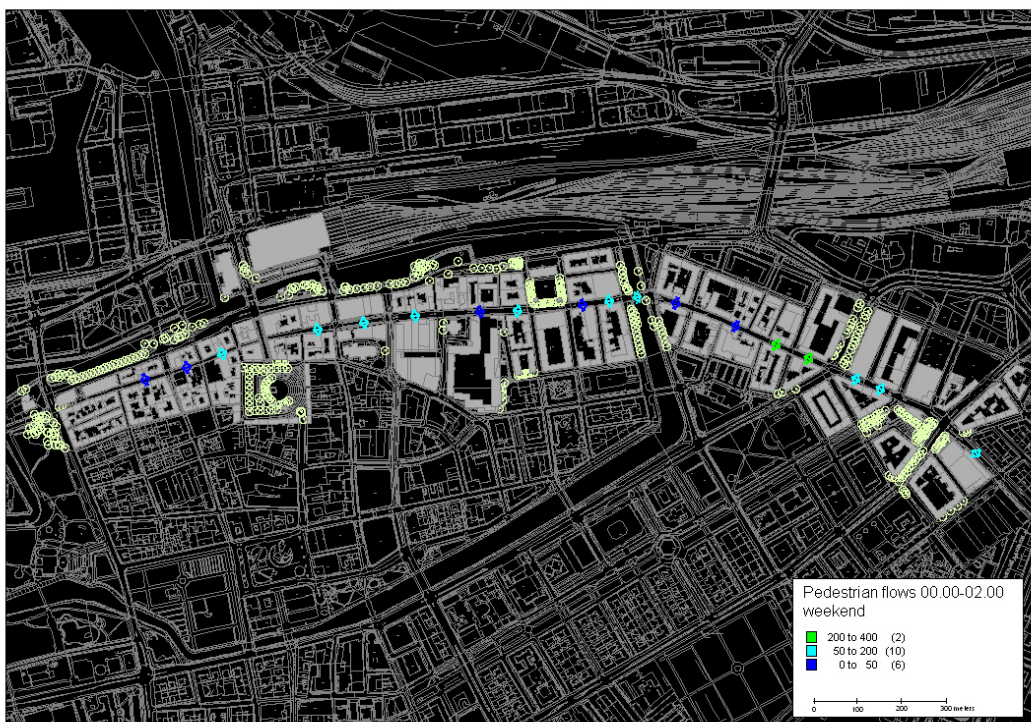 Pedestrian flows 00.00-02.00
weekend
200 to 400 (2)
50 to 200 (10)
0 to 50 (6)
0 100 200 300 meters